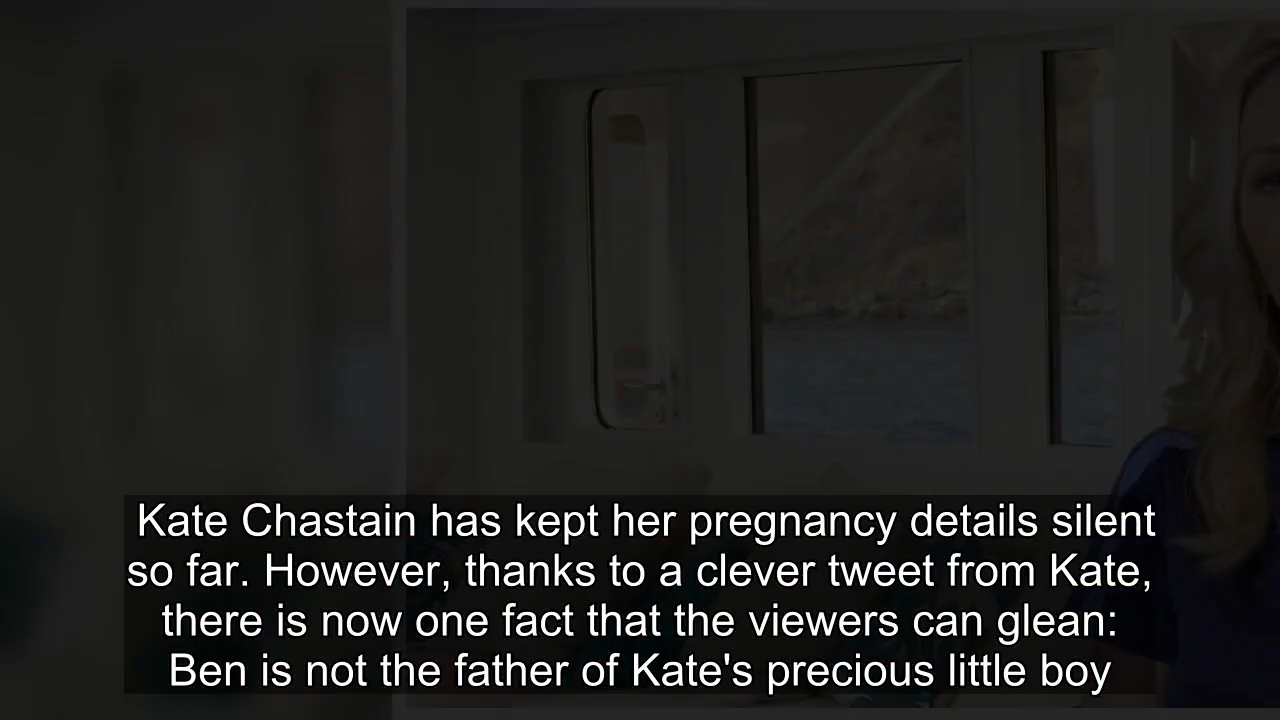 Kate Chastain has kept her pregnancy details silent
so far. However, thanks to a clever tweet from Kate,
there is now one fact that the viewers can glean:
Ben is not the father of Kate's precious little boy